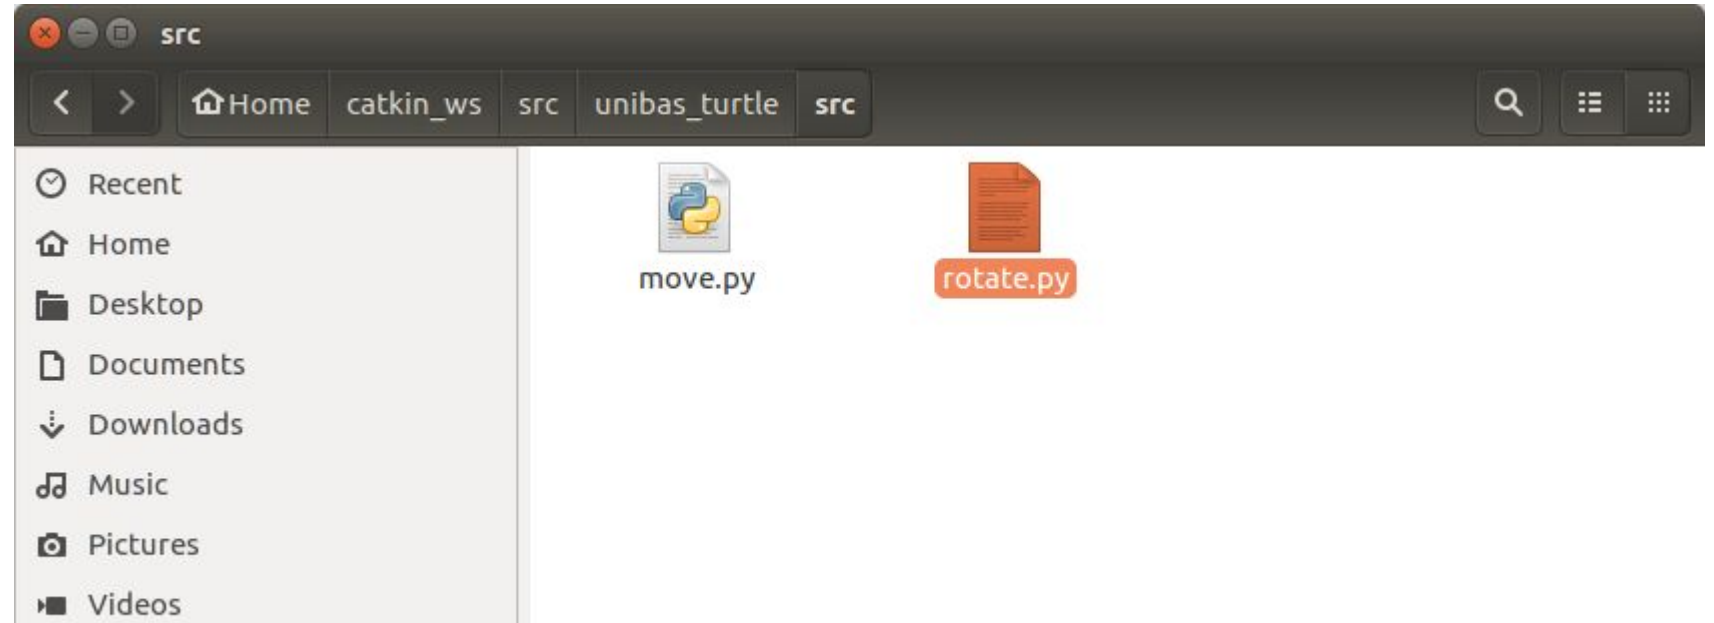 src
Home catkin_ws src unibas_turtle src
Recent
Home
Desktop
Documents
Downloads
Music
Pictures
Videos
move.py
rotate.py